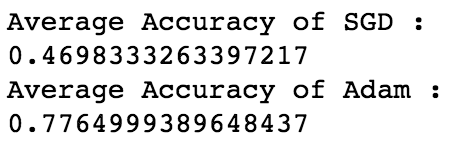 Average Accuracy of SGD :
0.4698333263397217
Average Accuracy of Adam :
0.7764999389648437